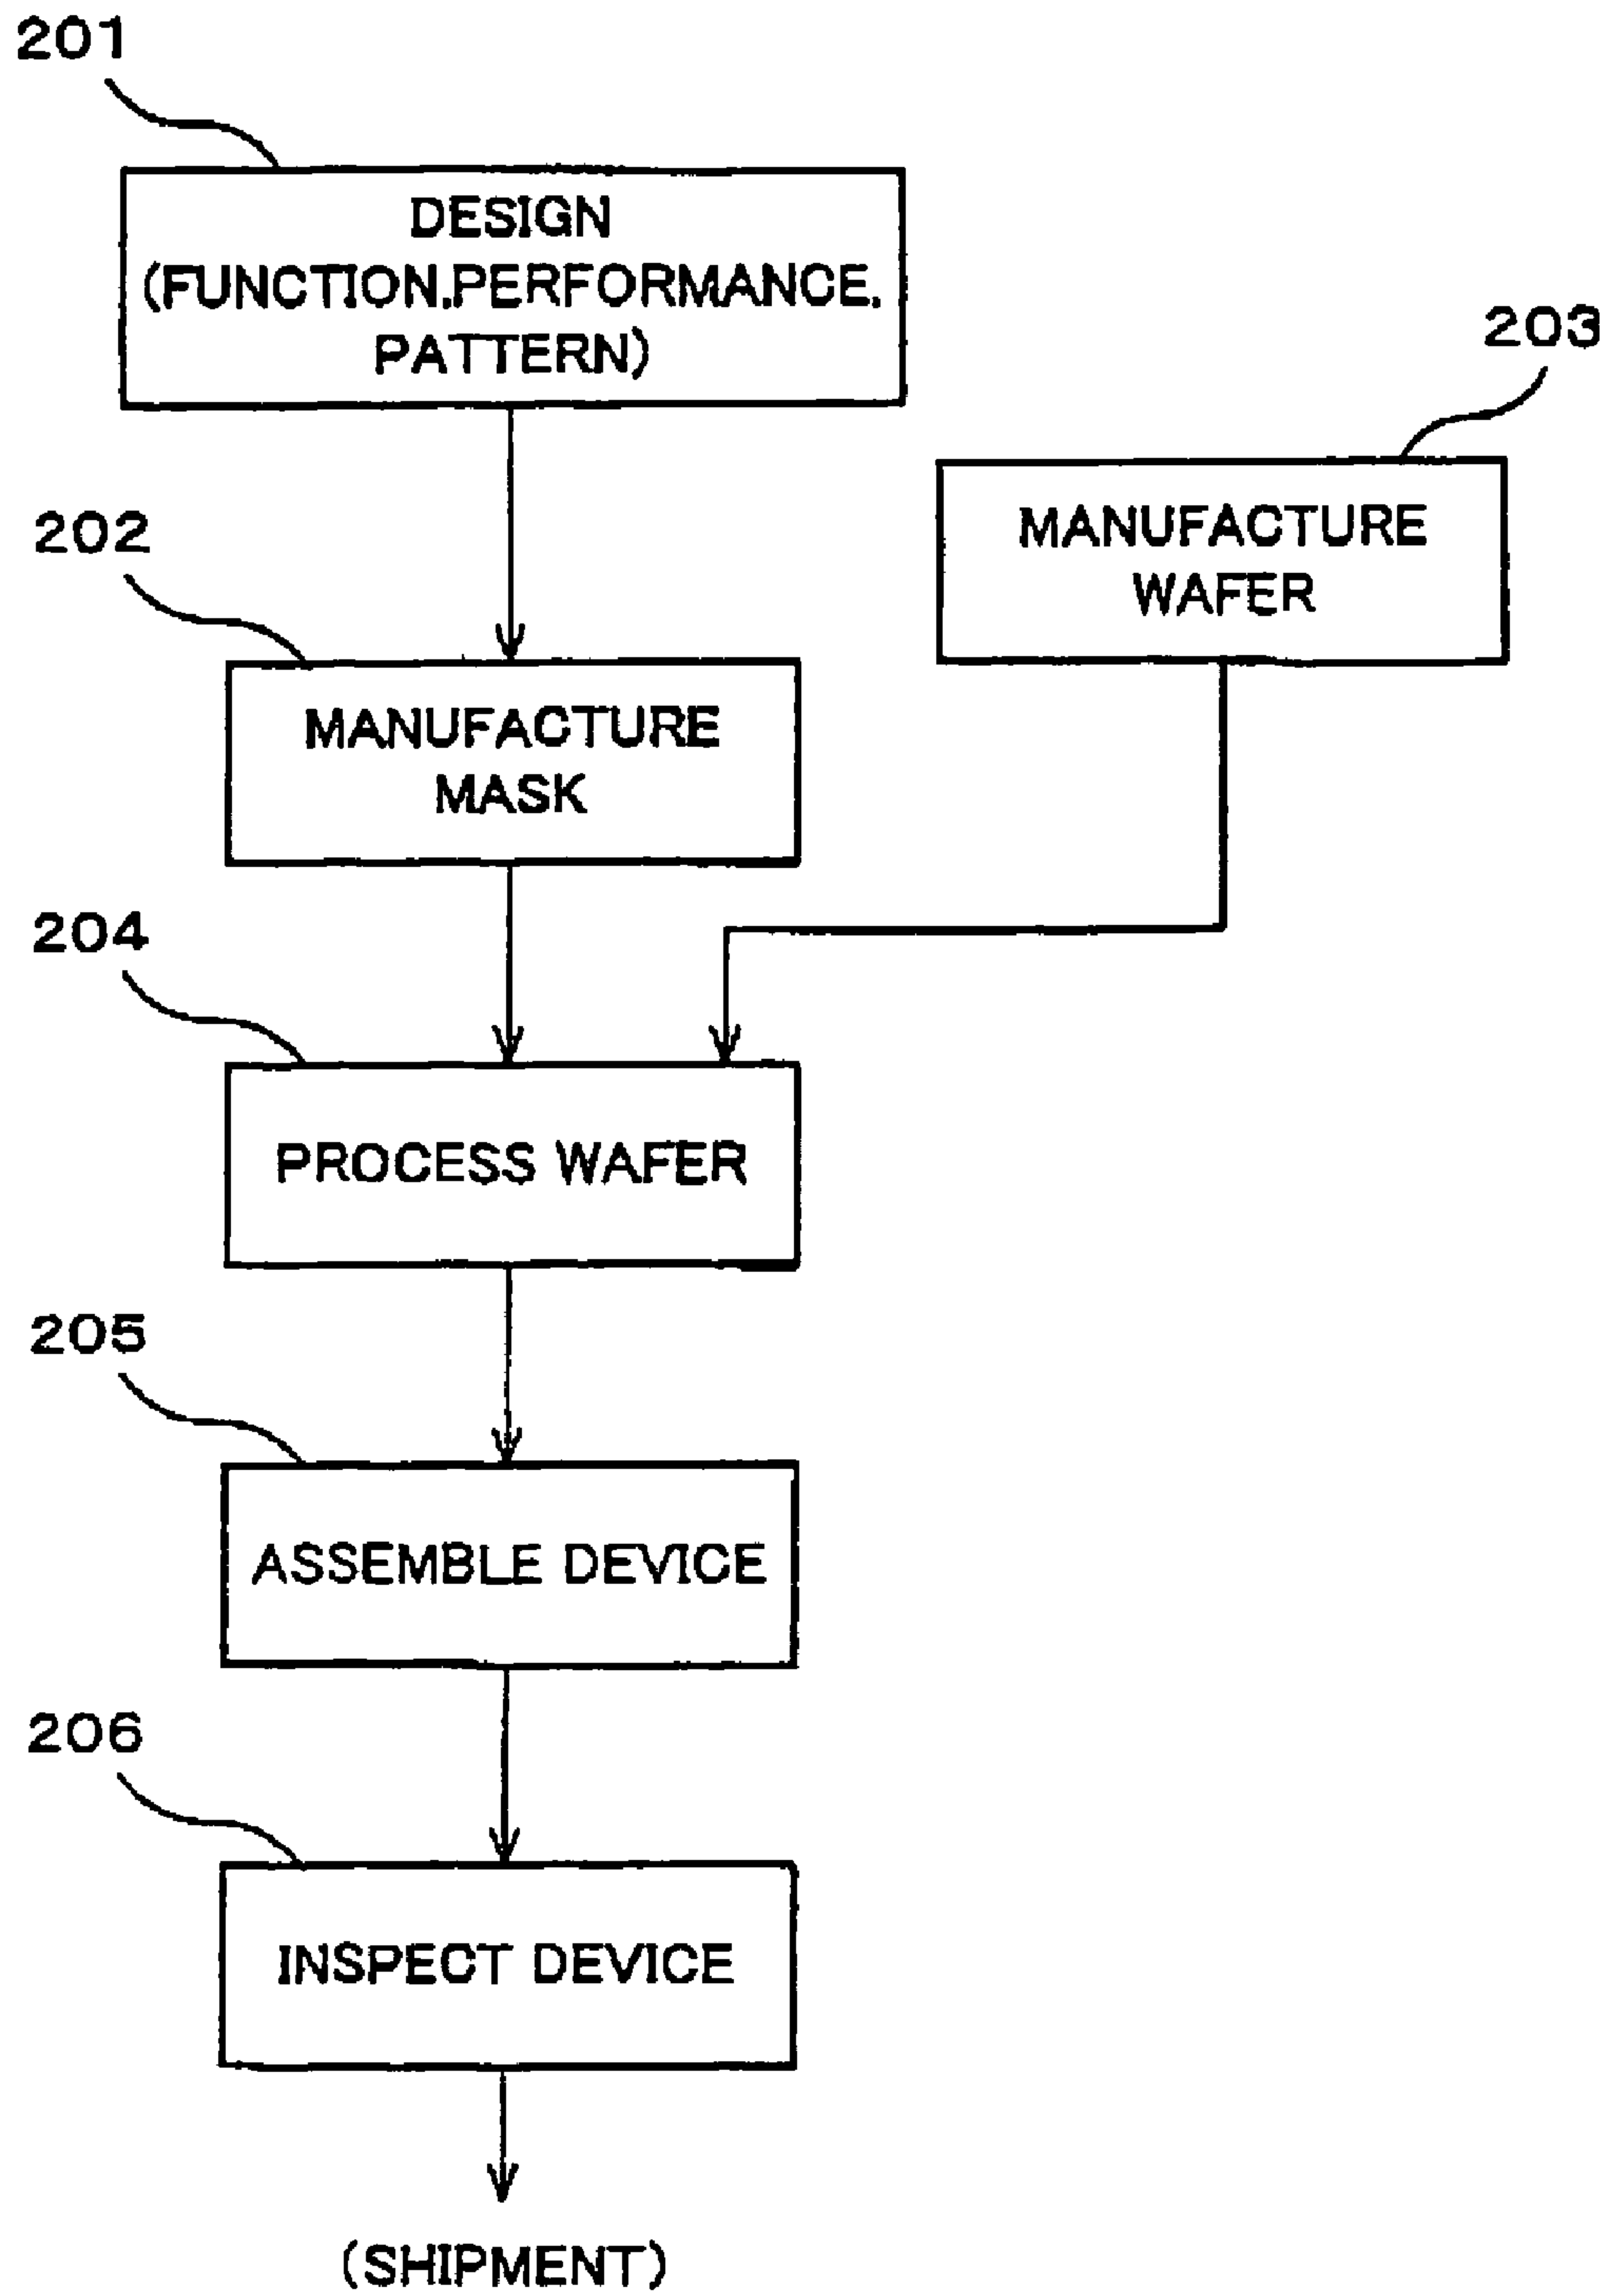 201
DESIGN
(FUNCTION.PERFORMANCE.
PATTERN)
203
MANUFACTURE
WAFER
202
MANUFACTURE
MASK
204
PROCESS WAFER
205
ASSEMBLE DEVICE
206
INSPECT DEVICE
(SHIPMENT)